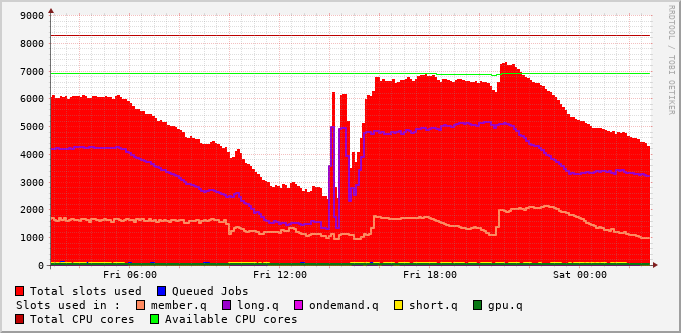 9000
8000
7000
6000
5000
4000
3000
2000
1000
0
Fri 06:00 Fri 12:00 Fri 18:00 Sat 00:00
RRDTOOL / TOBI OETIKER
Total slots used Queued Jobs
Slots used in : member.q long.q ondemand.q short.q gpu.q
Total CPU cores Available CPU cores